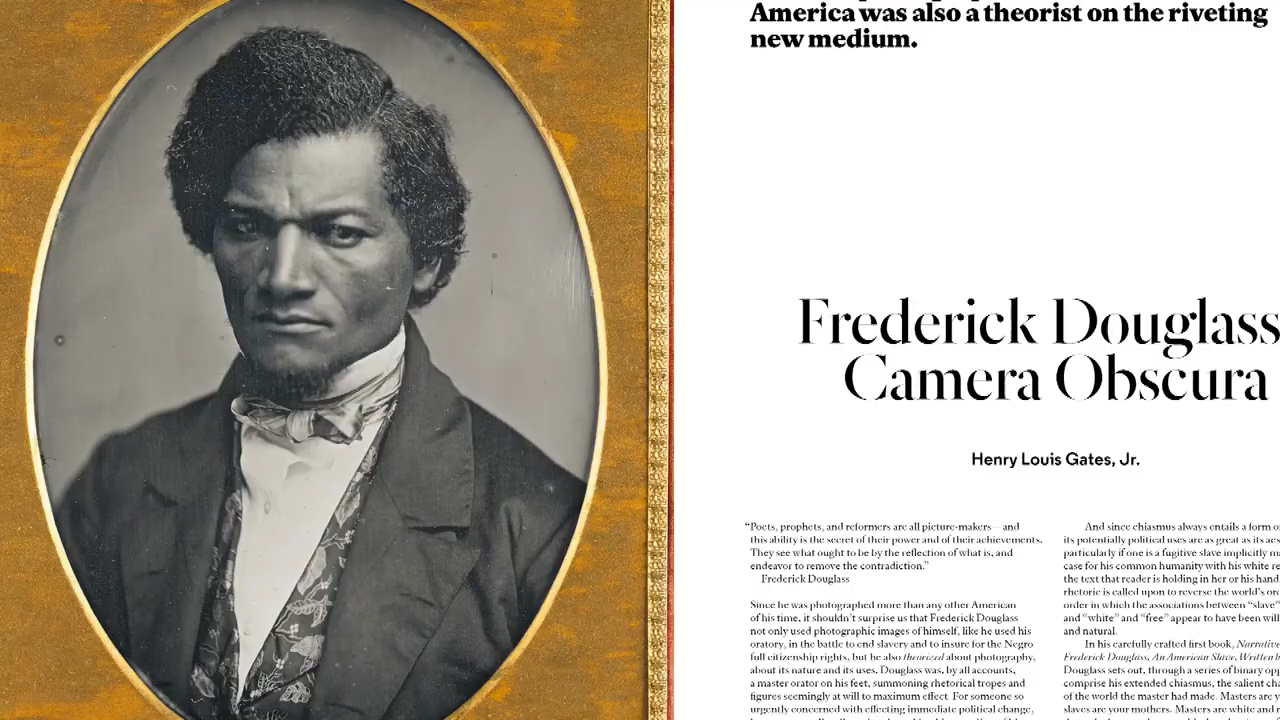 America was also a theorist on the riveting
new medium.
Frederick Douglass
Camera Obscura
Henry Louis Gates, Jr.
“Poets, prophets, and reformers are all picture-makers—and
this ability is the secret of their power and of their achievements.
They see what ought to be by the reflection of what is, and
endeavor to remove the contradiction.”
Frederick Douglass
Since he was photographed more than any other American
of his time, it shouldn’t surprise us that Frederick Douglass
not only used photographic images of himself, like he used his
oratory, in the battle to end slavery and to insure for the Negro
full citizenship rights, but he also theorized about photography,
about its nature and its uses. Douglass was, by all accounts,
a master orator on his feet, summoning rhetorical tropes and
figures seemingly at will to maximum effect. For someone so
urgently concerned with effecting immediate political change,
And since chiasmus always entails a form
its potentially political uses are as great as its
particularly if one is a fugitive slave implicitly
case for his common humanity with his white
the text that reader is holding in her or his hand
rhetoric is called upon to reverse the world’s
order in which the associations between “slave”
and “white” and “free” appear to have been
and natural.
In his carefully crafted first book, Narrative
Frederick Douglass, An American Slave, Written
Douglass sets out, through a series of binary
comprise his extended chiasmus, the salient
of the world the master had made. Masters are
slaves are your mothers. Masters are white and